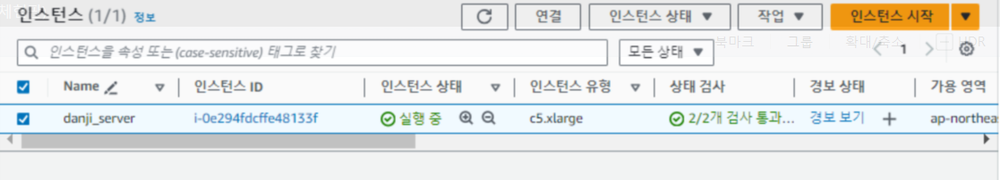 인스턴스 (1/1) 정보
연결
인스턴스 상태
작업
인스턴스 시작
인스턴스를 속성 또는 (case-sensitive) 태그로 찾기
모든 상태
북마크 그룹 확대/축소 HDR
1
Name 인스턴스 ID 인스턴스 상태 인스턴스 유형 상태 검사 경보 상태 가용 영역
danji_server i-0e294fdcffe48133f 실행 중 c5.xlarge 2/2개 검사 통과... 경보 보기 ap-northeas